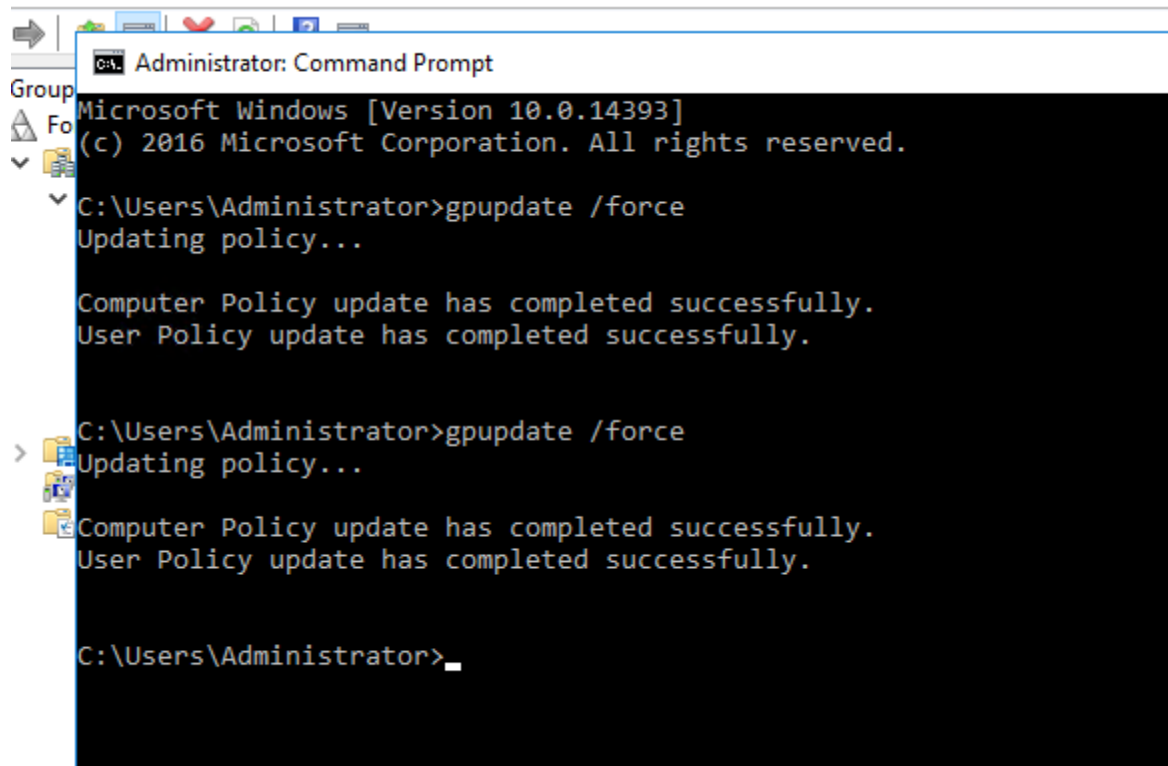 Administrator: Command Prompt
Group
Fo
Microsoft Windows [Version 10.0.14393]
(c) 2016 Microsoft Corporation. All rights reserved.
C:\Users\Administrator>gpupdate /force
Updating policy...
Computer Policy update has completed successfully.
User Policy update has completed successfully.
C:\Users\Administrator>gpupdate /force
Updating policy...
Computer Policy update has completed successfully.
User Policy update has completed successfully.
C:\Users\Administrator>